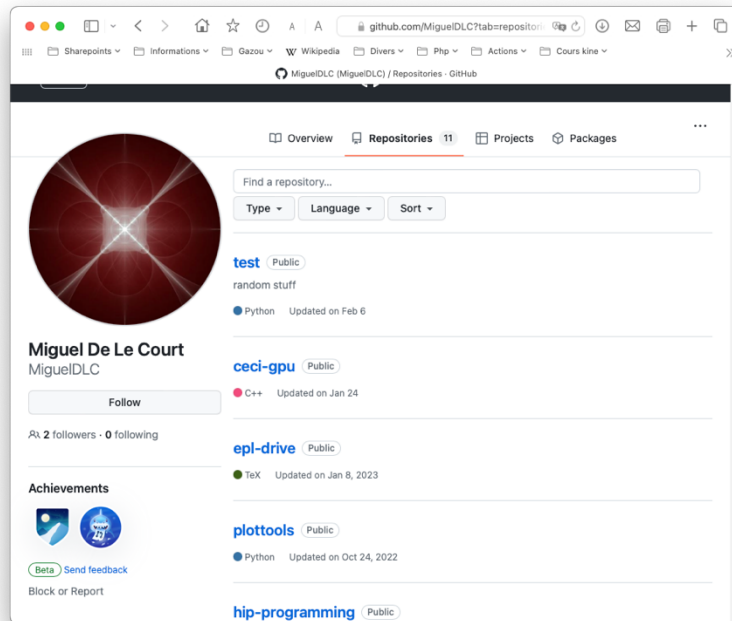 A A github.com/MiguelDLC?tab=repositori
Sharepoints Informations Gazou W Wikipedia Divers Php Actions Cours kine
MiguelDLC (MiguelDLC) / Repositories · GitHub
Overview Repositories 11 Projects Packages
Find a repository...
Type Language Sort
test Public
random stuff
Python Updated on Feb 6
Miguel De Le Court
MiguelDLC
Follow
2 followers · 0 following
Achievements
Beta Send feedback
Block or Report
ceci-gpu Public
C++ Updated on Jan 24
epl-drive Public
TeX Updated on Jan 8, 2023
plottools Public
Python Updated on Oct 24, 2022
hip-programming Public